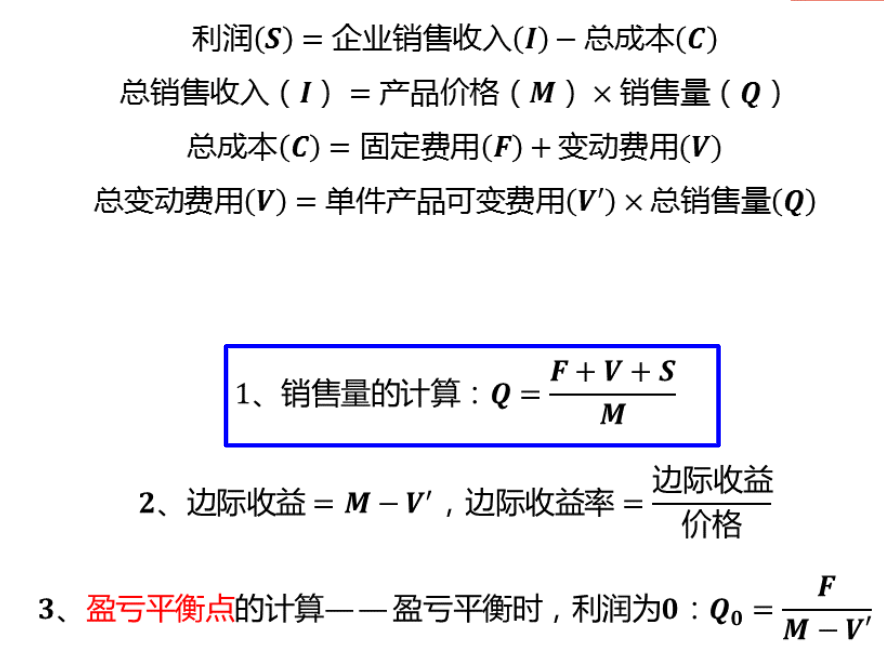 利润(S) = 企业销售收入(I) − 总成本(C)
总销售收入（I） = 产品价格（M）× 销售量（Q）
总成本(C) = 固定费用(F) + 变动费用(V)
总变动费用(V) = 单件产品可变费用(V′) × 总销售量(Q)
1、销售量的计算：Q = (F + V + S) / M
2、边际收益 = M − V′，边际收益率 = 边际收益 / 价格
3、盈亏平衡点的计算——盈亏平衡时，利润为0：Q₀ = F / (M − V′)